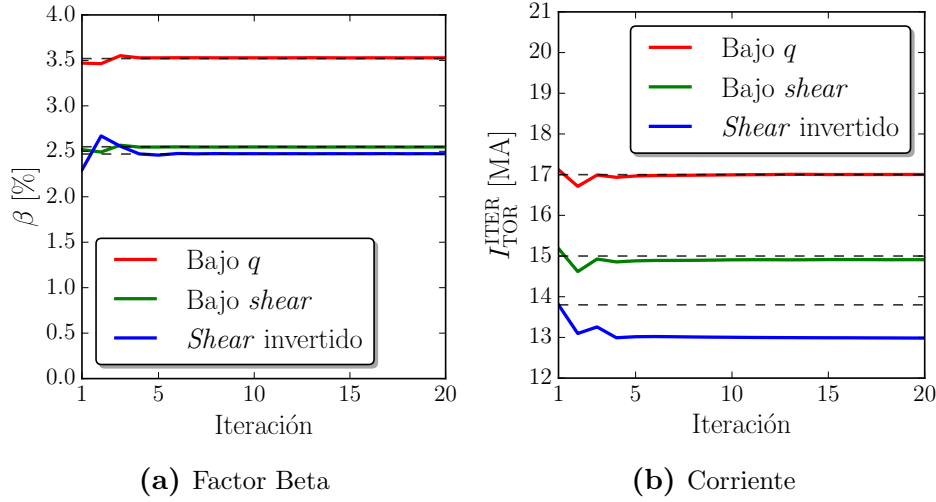 4.0
3.5
3.0
2.5
2.0
1.5
1.0
0.5
0.0
β [%]
Bajo q
Bajo shear
Shear invertido
1 5 10 15 20
Iteración
(a) Factor Beta
21
20
19
18
17
16
15
14
13
12
I_TOR^ITER [MA]
Bajo q
Bajo shear
Shear invertido
1 5 10 15 20
Iteración
(b) Corriente